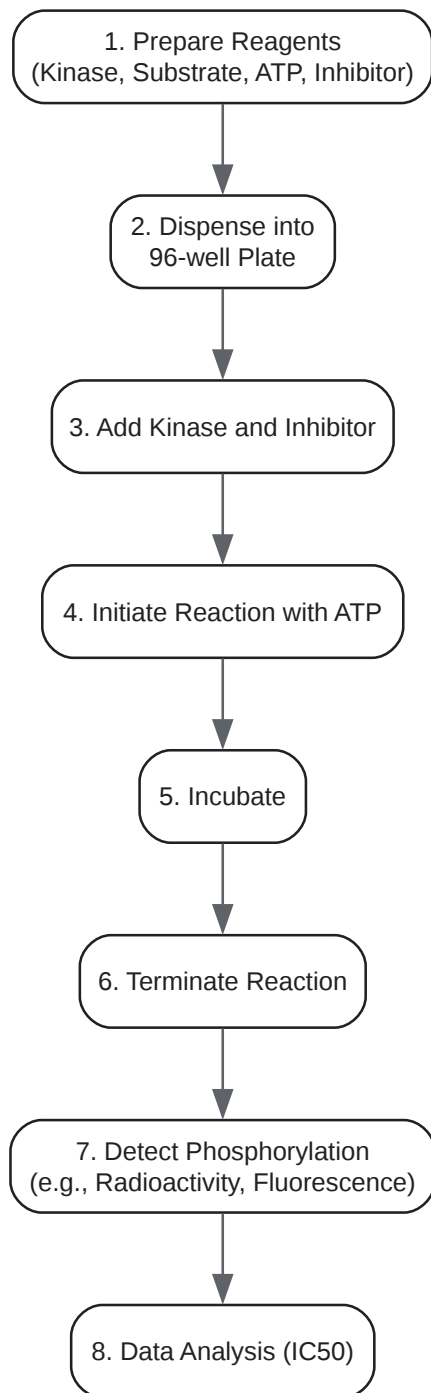 1. Prepare Reagents
(Kinase, Substrate, ATP, Inhibitor)
2. Dispense into
96-well Plate
3. Add Kinase and Inhibitor
4. Initiate Reaction with ATP
5. Incubate
6. Terminate Reaction
7. Detect Phosphorylation
(e.g., Radioactivity, Fluorescence)
8. Data Analysis (IC50)